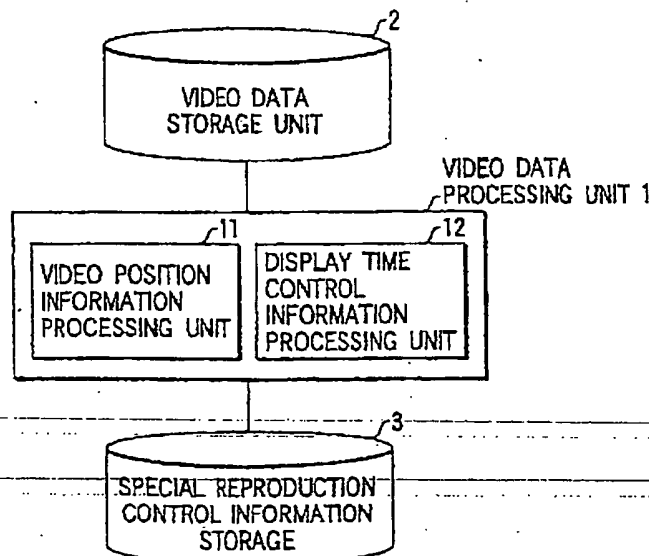 2
VIDEO DATA
STORAGE UNIT
VIDEO DATA
PROCESSING UNIT 1
11
VIDEO POSITION
INFORMATION
PROCESSING UNIT
12
DISPLAY TIME
CONTROL
INFORMATION
PROCESSING UNIT
3
SPECIAL REPRODUCTION
CONTROL INFORMATION
STORAGE